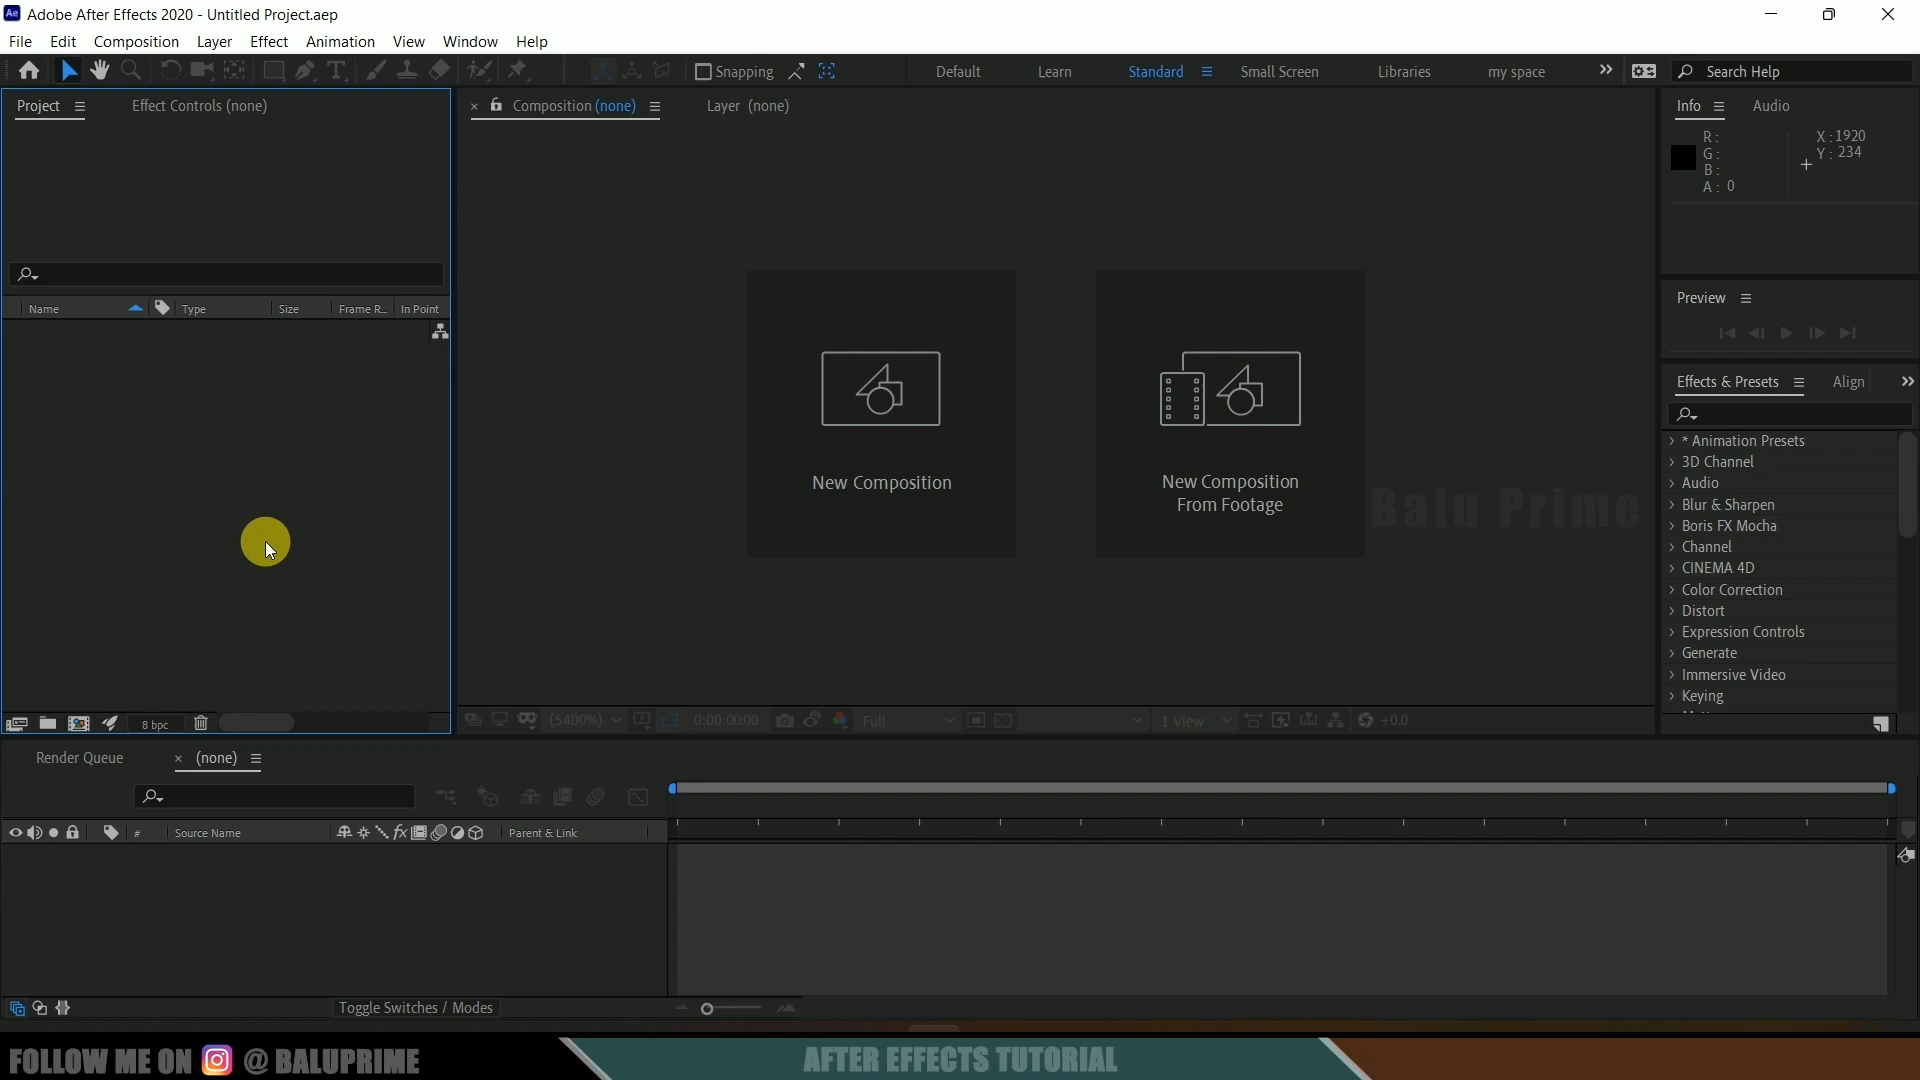 Ae Adobe After Effects 2020 - Untitled Project.aep
File Edit Composition Layer Effect Animation View Window Help
Snapping Default Learn Standard Small Screen Libraries my space Search Help
Project Effect Controls (none)
Composition (none) Layer (none)
Info Audio
R :
G :
B :
A : 0
X : 1920
Y : 234
Name Type Size Frame R... In Point
Preview
New Composition
New Composition
From Footage
Balu Prime
Effects & Presets Align
* Animation Presets
3D Channel
Audio
Blur & Sharpen
Boris FX Mocha
Channel
CINEMA 4D
Color Correction
Distort
Expression Controls
Generate
Immersive Video
Keying
8 bpc
(5400%) 0:00:00:00 Full 1 View +0.0
Render Queue (none)
# Source Name fx Parent & Link
Toggle Switches / Modes
FOLLOW ME ON @ BALUPRIME
AFTER EFFECTS TUTORIAL